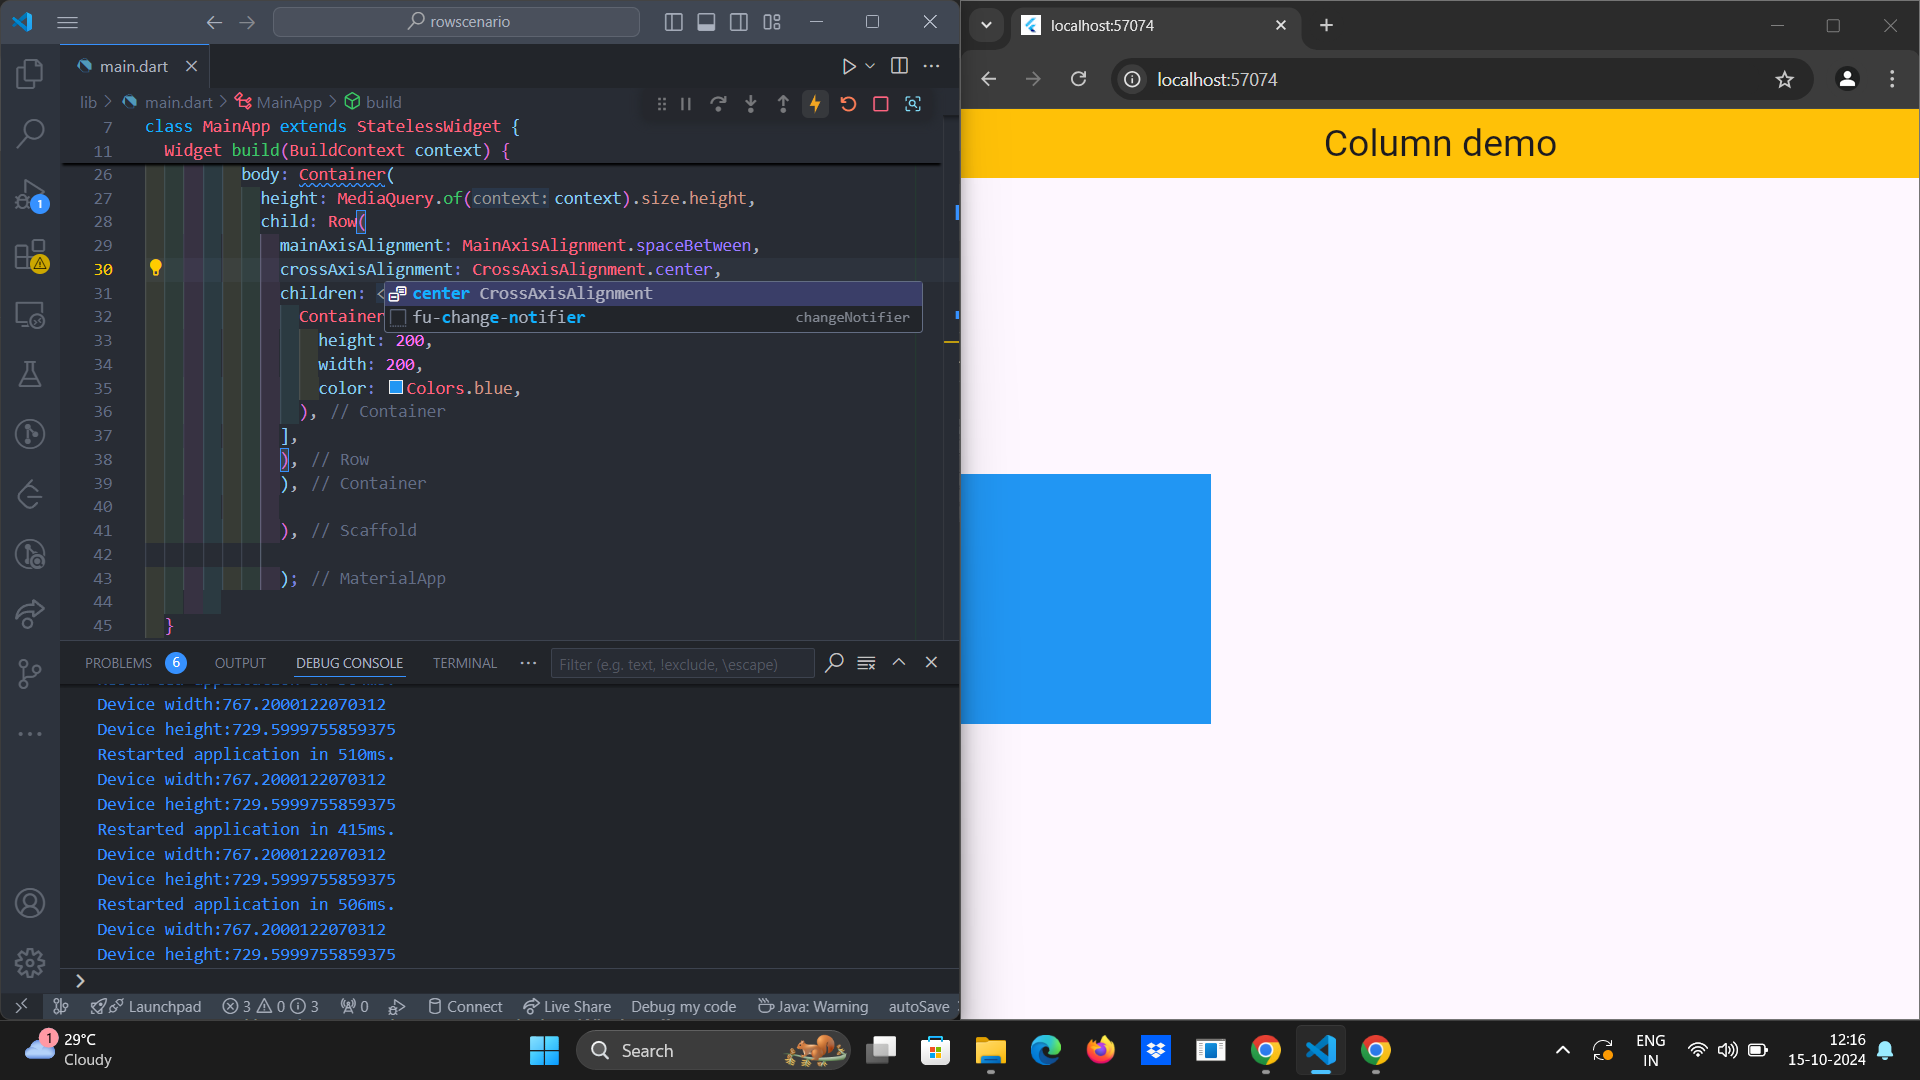 rowscenario
main.dart
lib > main.dart > MainApp > build
7 class MainApp extends StatelessWidget {
11 Widget build(BuildContext context) {
26 body: Container(
27 height: MediaQuery.of(context: context).size.height,
28 child: Row(
29 mainAxisAlignment: MainAxisAlignment.spaceBetween,
30 crossAxisAlignment: CrossAxisAlignment.center,
31 children: <
center CrossAxisAlignment
32 Container
fu-change-notifier changeNotifier
33 height: 200,
34 width: 200,
35 color: Colors.blue,
36 ), // Container
37 ],
38 ), // Row
39 ), // Container
40
41 ), // Scaffold
42
43 ); // MaterialApp
44
45 }
1
PROBLEMS 6 OUTPUT DEBUG CONSOLE TERMINAL ··· Filter (e.g. text, !exclude, \escape)
Device width:767.2000122070312
Device height:729.5999755859375
Restarted application in 510ms.
Device width:767.2000122070312
Device height:729.5999755859375
Restarted application in 415ms.
Device width:767.2000122070312
Device height:729.5999755859375
Restarted application in 506ms.
Device width:767.2000122070312
Device height:729.5999755859375
>
Launchpad 3 0 3 0 Connect Live Share Debug my code Java: Warning autoSave
localhost:57074
localhost:57074
Column demo
1
29°C
Cloudy
Search
ENG
IN
12:16
15-10-2024